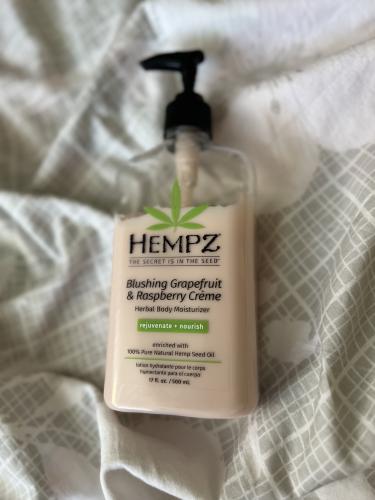 HEMPZ®
THE SECRET IS IN THE SEED®
Blushing Grapefruit
& Raspberry Crème
Herbal Body Moisturizer
rejuvenate + nourish
enriched with
100% Pure Natural Hemp Seed Oil
lotion hydratante pour le corps
humectante para el cuerpo
17 fl. oz. / 500 mL